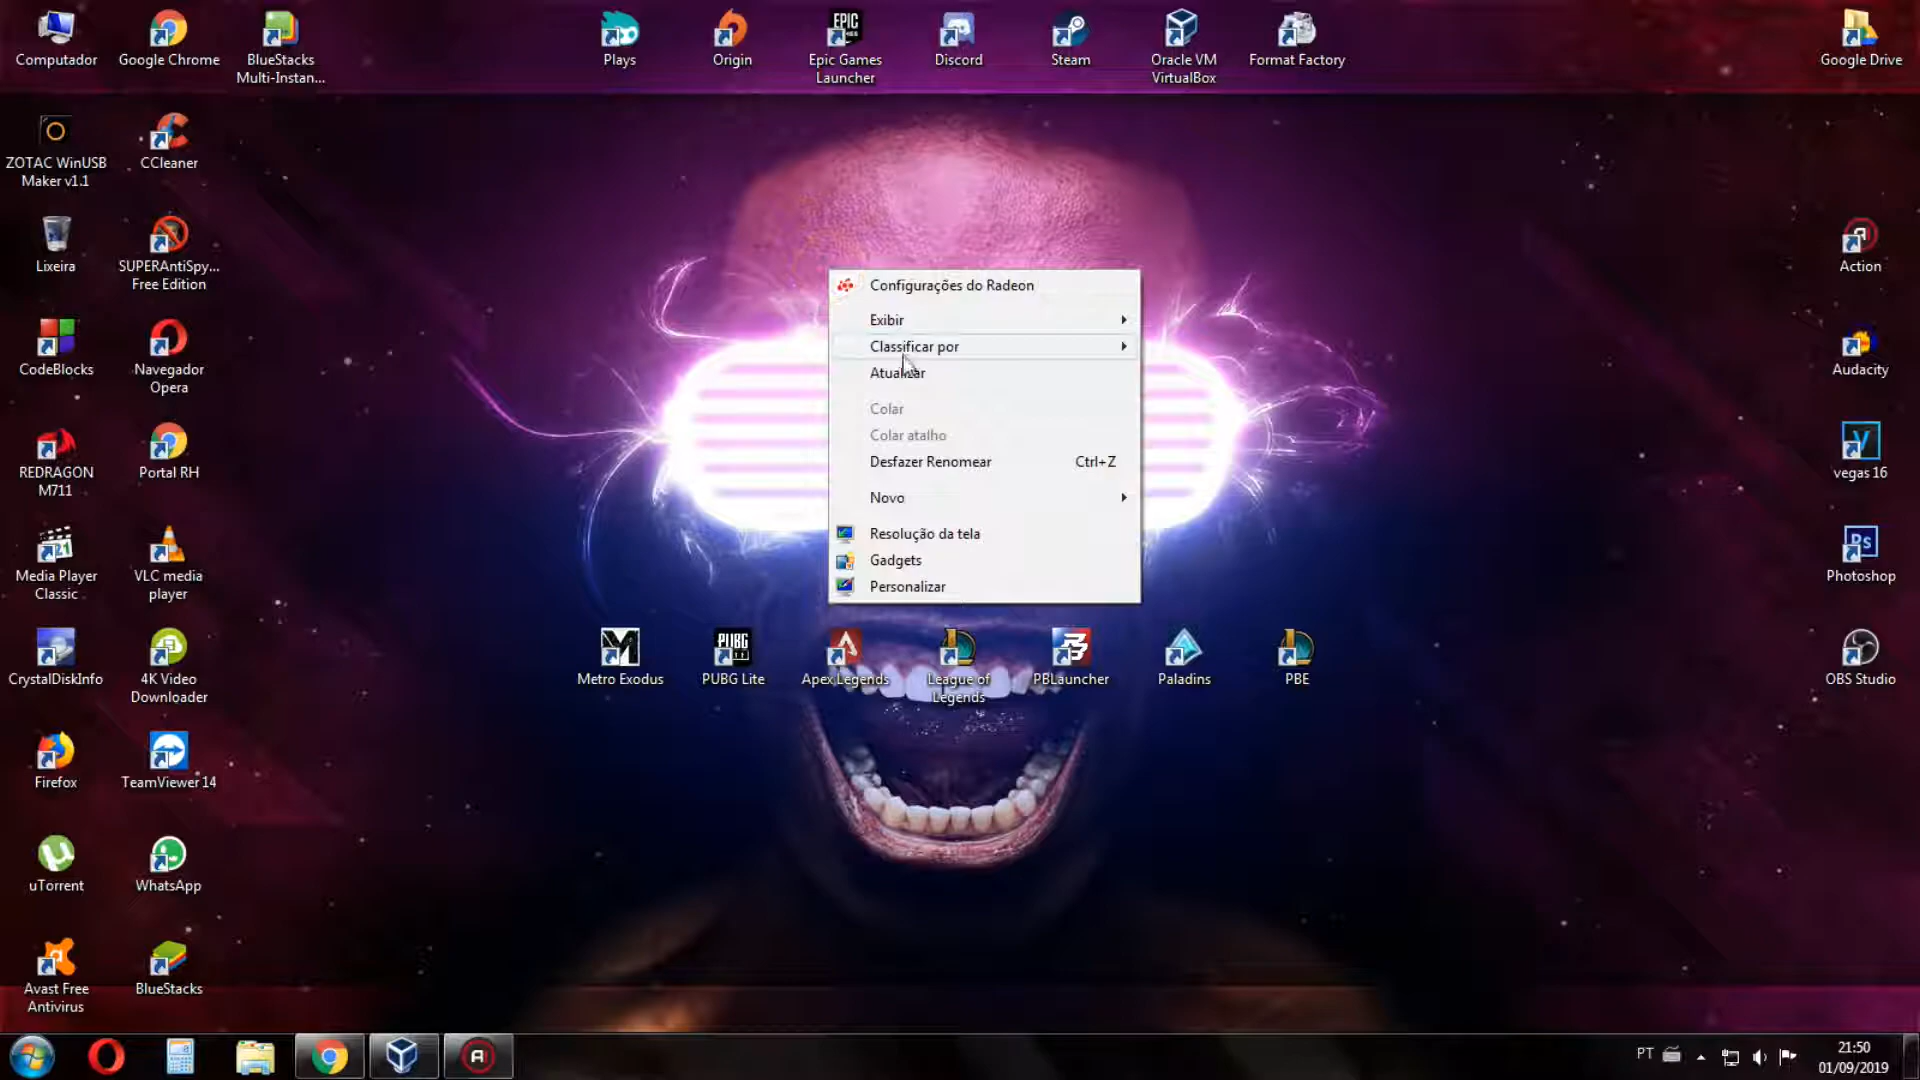 Computador
Google Chrome
BlueStacks
Multi-Instan...
Plays
Origin
EPIC
GAMES
Epic Games
Launcher
Discord
Steam
Oracle VM
VirtualBox
Format Factory
Google Drive
ZOTAC WinUSB
Maker v1.1
CCleaner
Lixeira
SUPERAntiSpy...
Free Edition
Action
CodeBlocks
Navegador
Opera
Audacity
REDRAGON
M711
Portal RH
V
vegas 16
Media Player
Classic
VLC media
player
Ps
Photoshop
CrystalDiskInfo
4K Video
Downloader
OBS Studio
Firefox
TeamViewer 14
uTorrent
WhatsApp
Avast Free
Antivirus
BlueStacks
Configurações do Radeon
Exibir
Classificar por
Atualizar
Colar
Colar atalho
Desfazer Renomear Ctrl+Z
Novo
Resolução da tela
Gadgets
Personalizar
Metro Exodus
PUBG
PUBG Lite
Apex Legends
League of
Legends
PBLauncher
Paladins
PBE
PT
21:50
01/09/2019